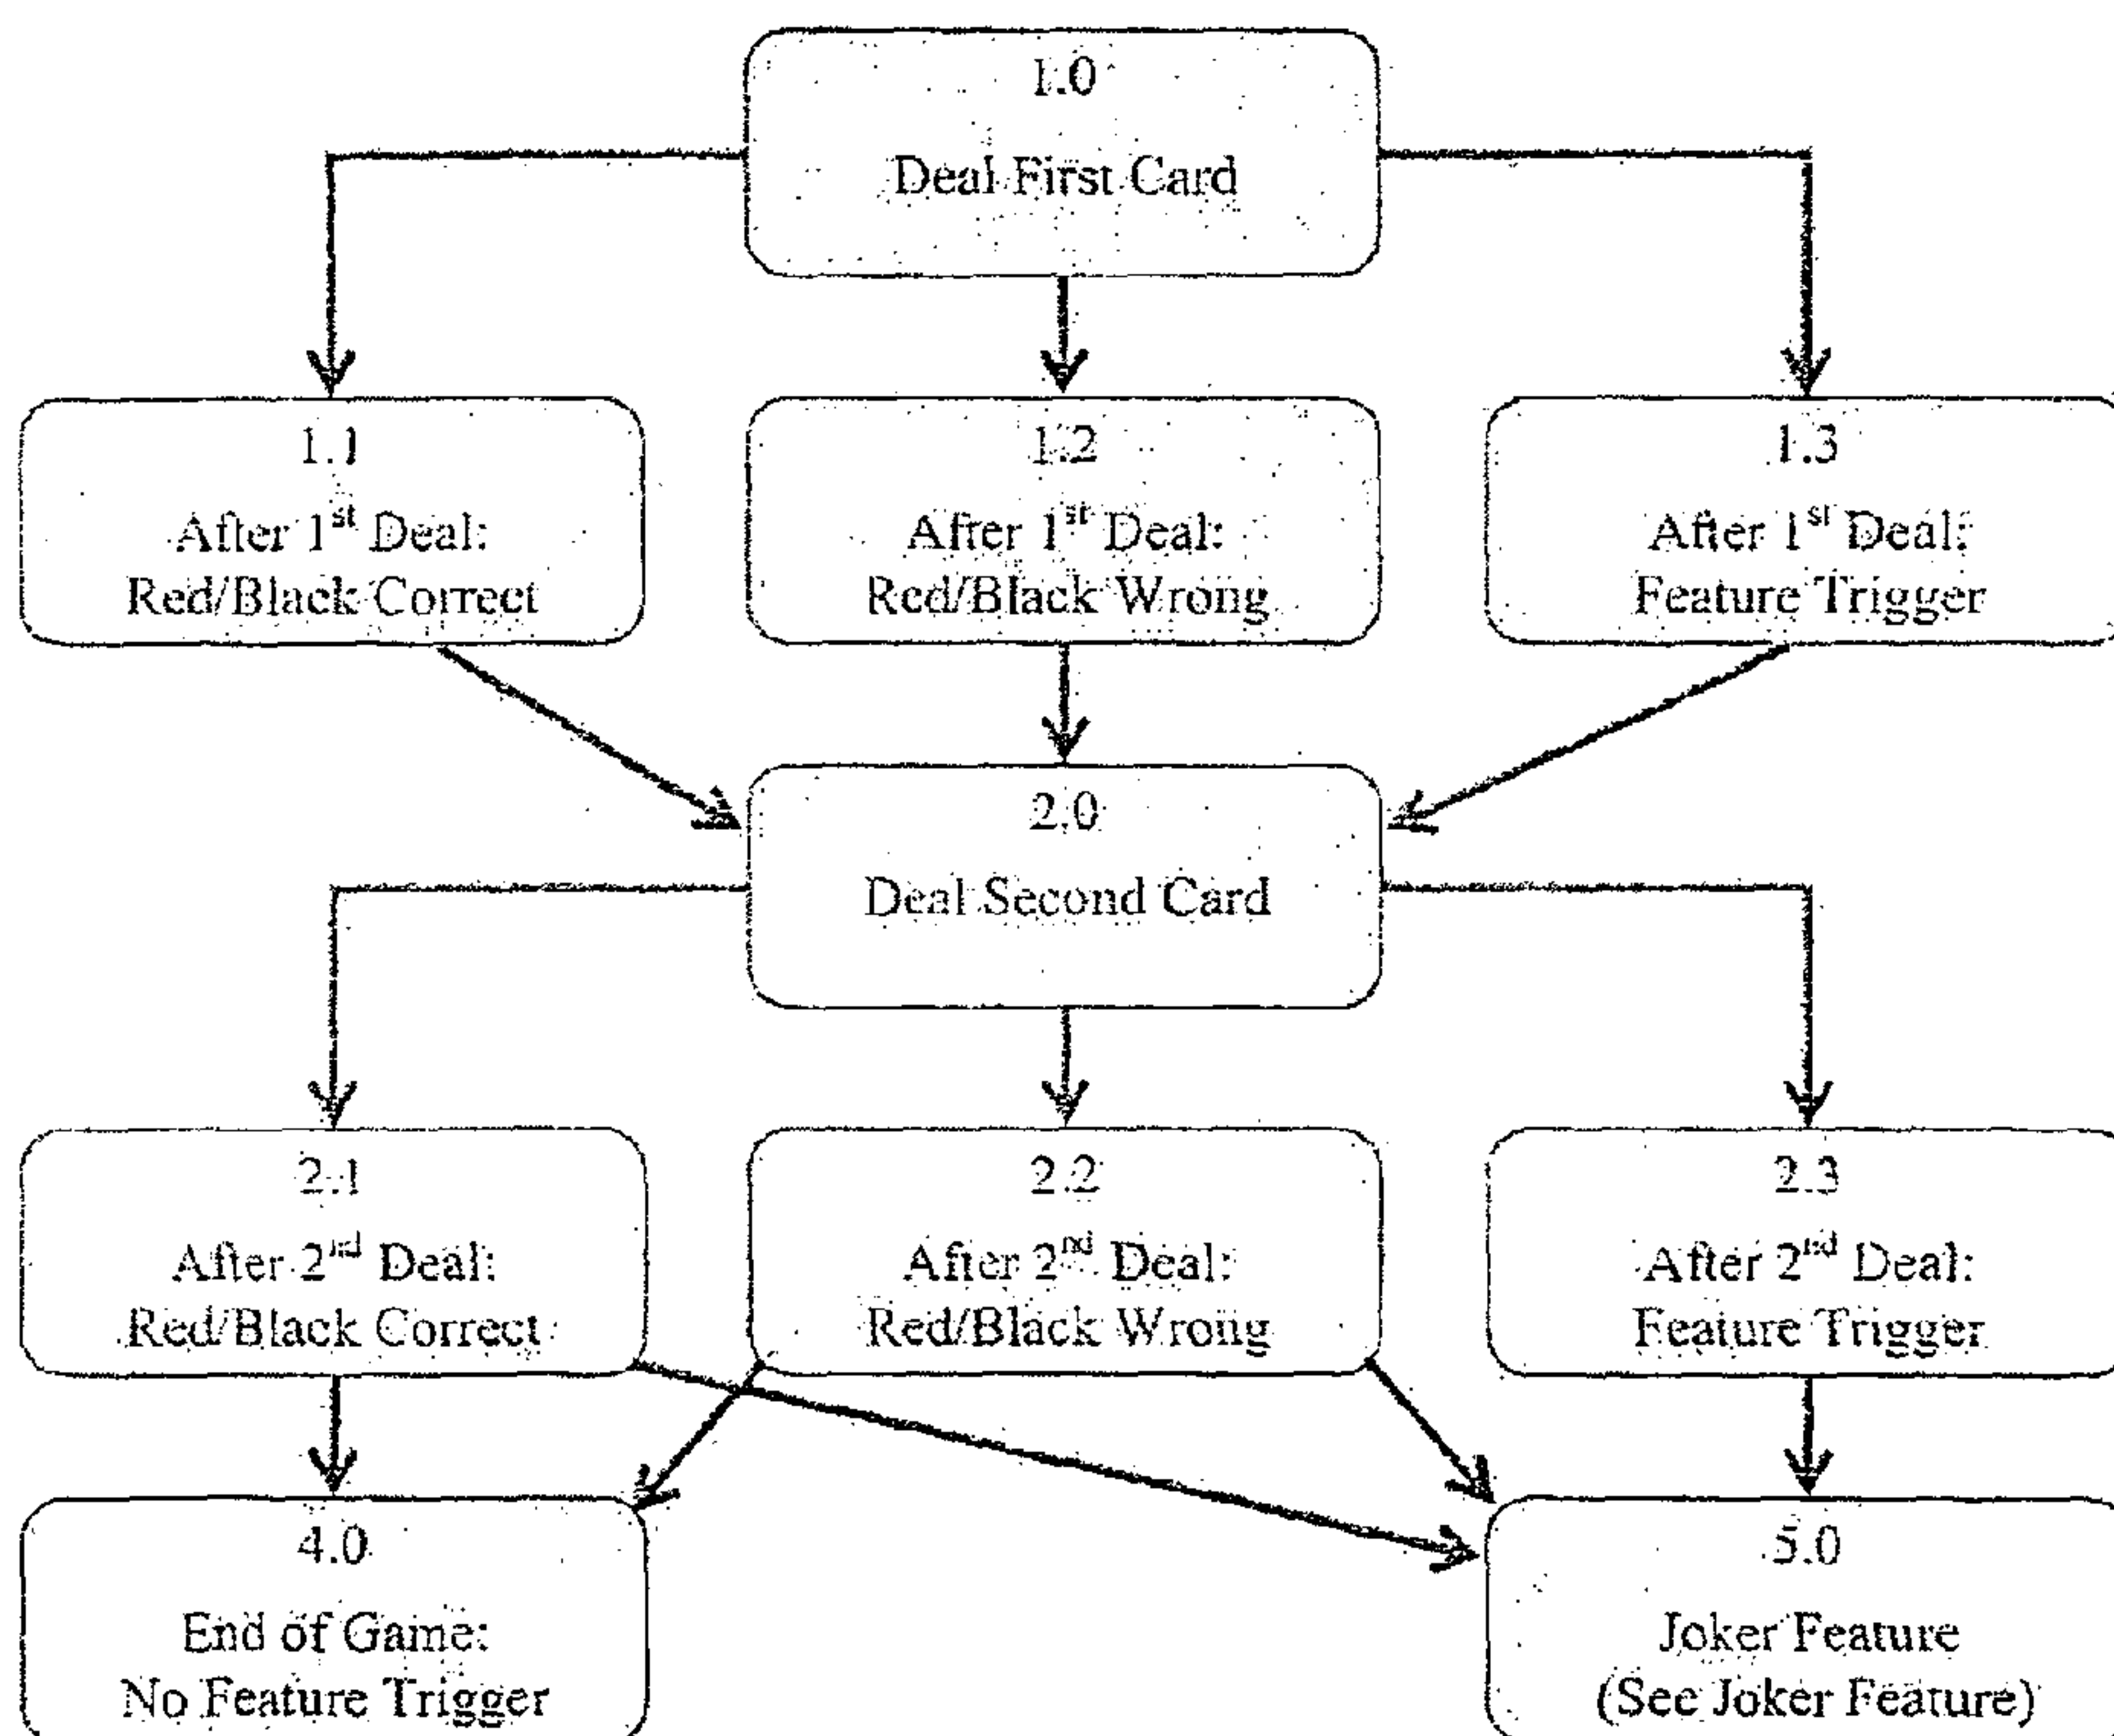 1.0
Deal First Card
1.1
After 1st Deal:
Red/Black Correct
1.2
After 1st Deal:
Red/Black Wrong
1.3
After 1st Deal:
Feature Trigger
2.0
Deal Second Card
2.1
After 2nd Deal:
Red/Black Correct
2.2
After 2nd Deal:
Red/Black Wrong
2.3
After 2nd Deal:
Feature Trigger
4.0
End of Game:
No Feature Trigger
5.0
Joker Feature
(See Joker Feature)